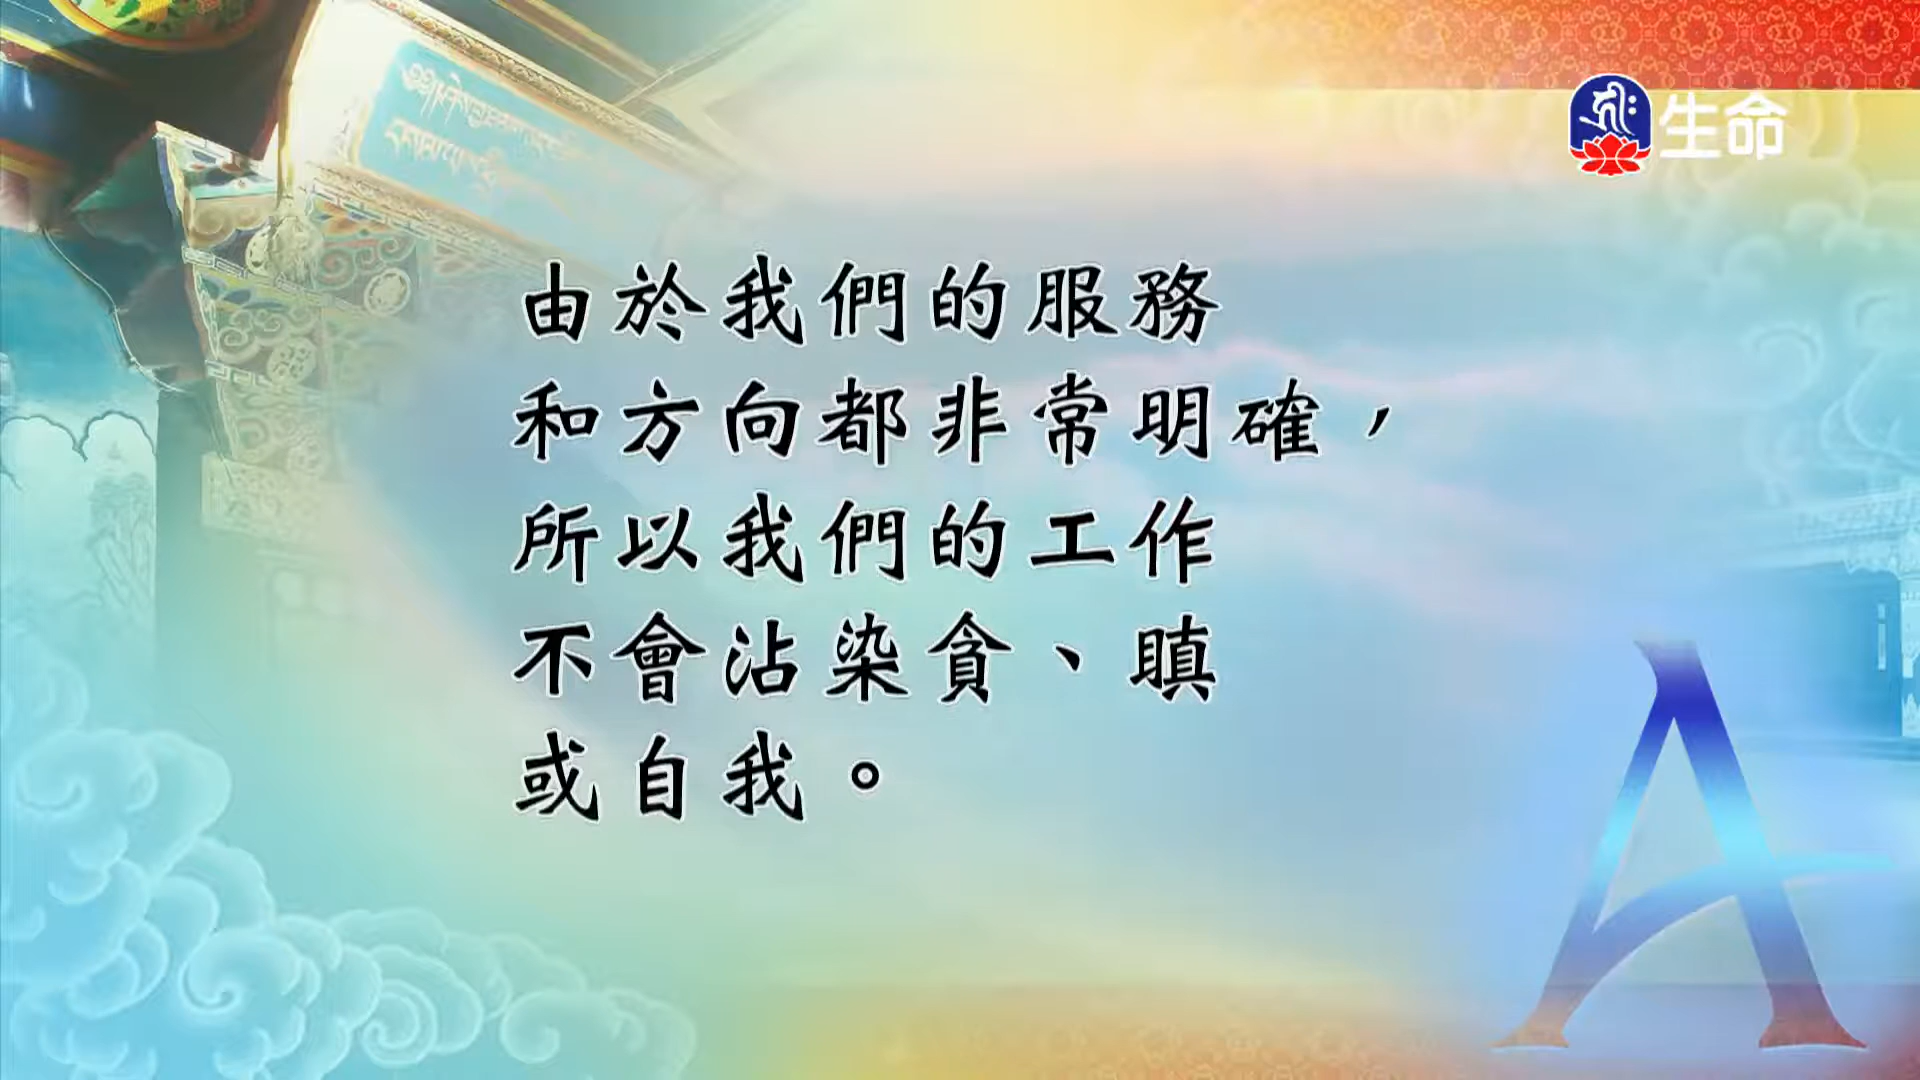 生命
由於我們的服務
和方向都非常明確，
所以我們的工作
不會沾染貪、瞋
或自我。
A